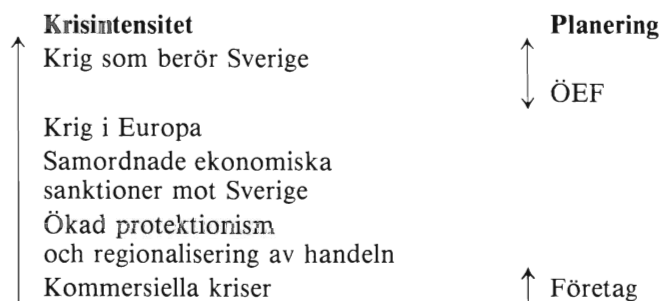 Krisintensitet Planering
Krig som berör Sverige
ÖEF
Krig i Europa
Samordnade ekonomiska
sanktioner mot Sverige
Ökad protektionism
och regionalisering av handeln
Kommersiella kriser Företag